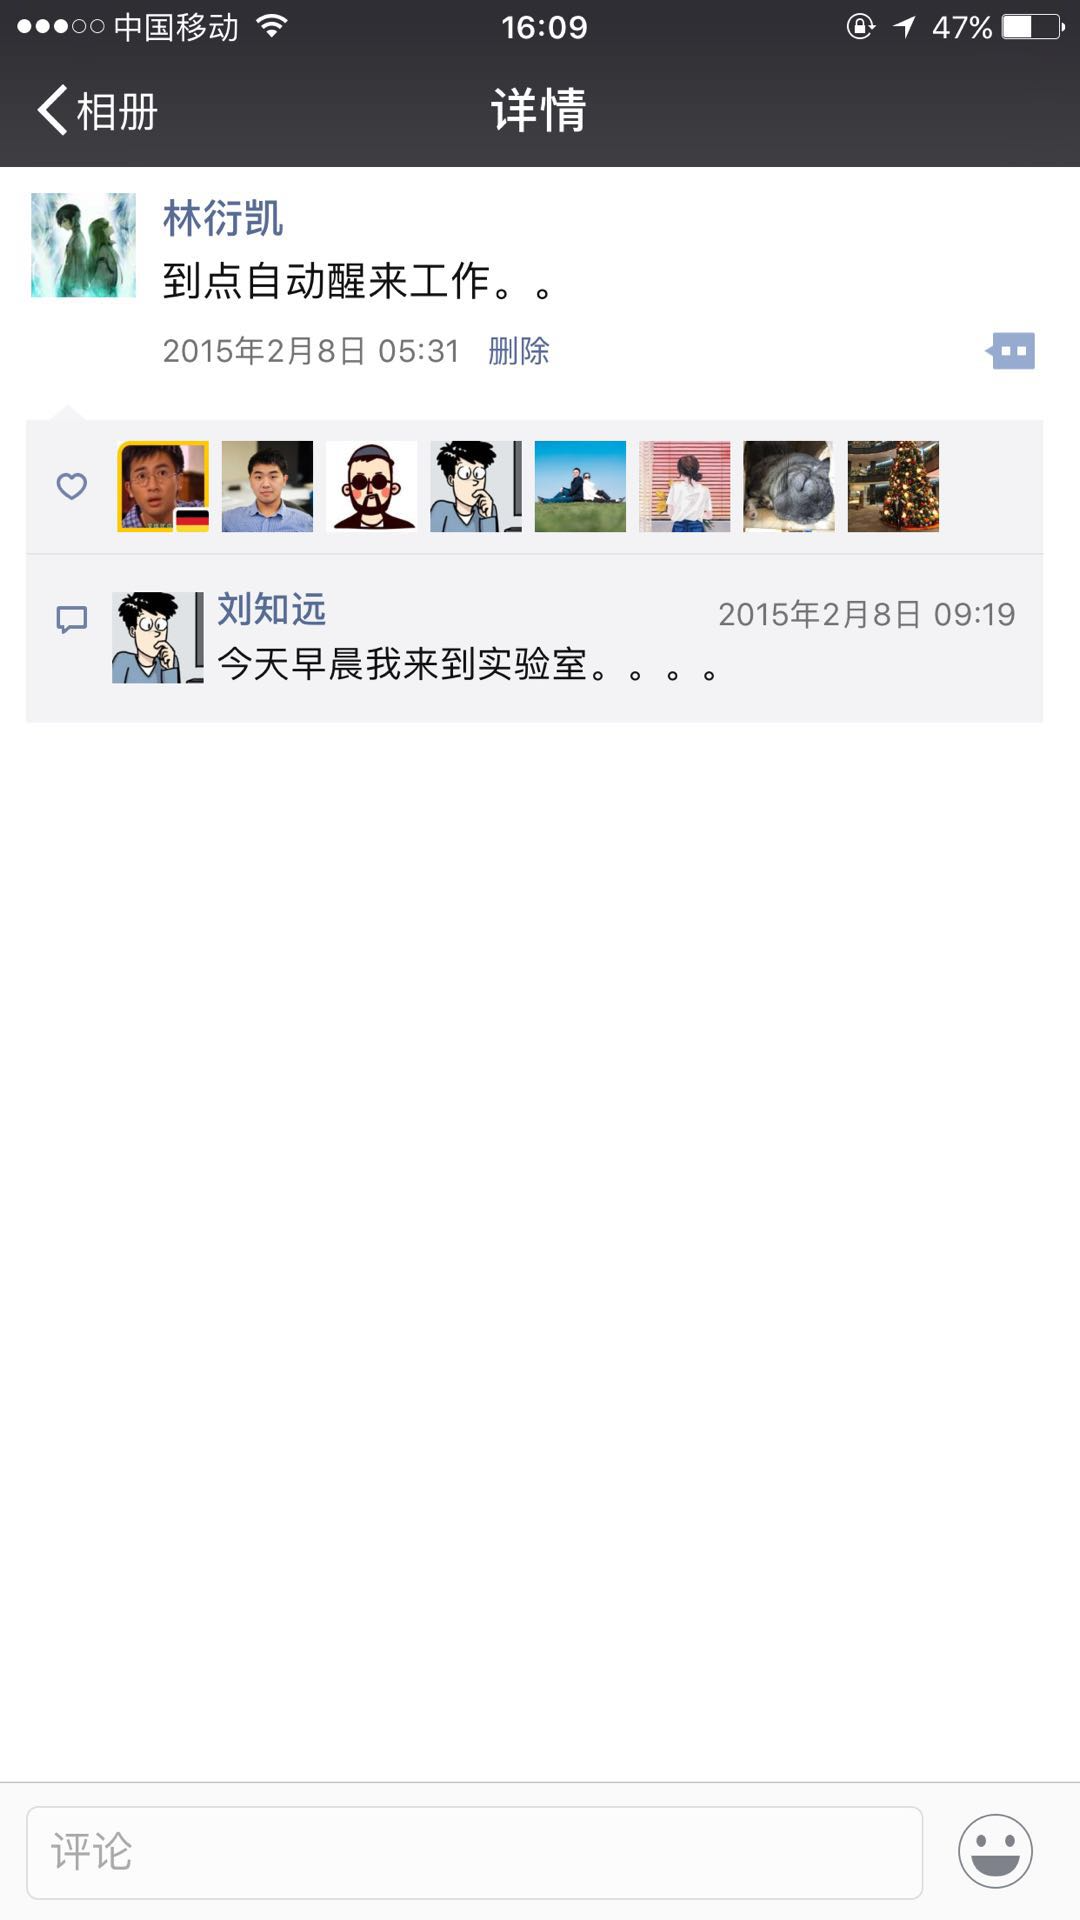 中国移动 16:09 47%
相册 详情
林衍凯
到点自动醒来工作。。
2015年2月8日 05:31 删除
刘知远 2015年2月8日 09:19
今天早晨我来到实验室。。。。
评论